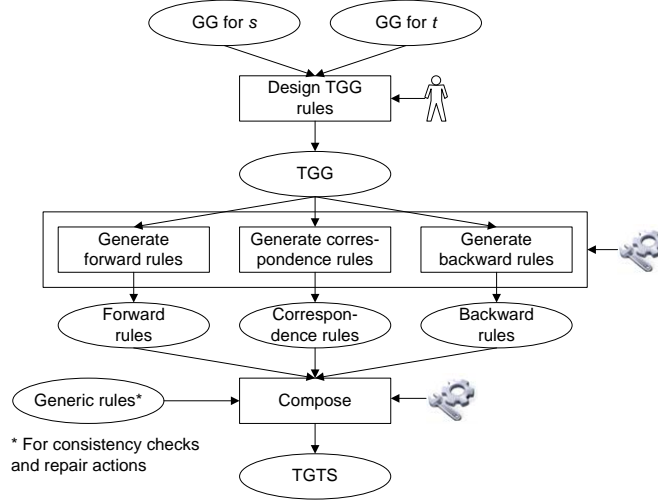 GG for s
GG for t
Design TGG
rules
TGG
Generate
forward rules
Generate corres-
pondence rules
Generate
backward rules
Forward
rules
Correspon-
dence rules
Backward
rules
Generic rules*
Compose
* For consistency checks
and repair actions
TGTS